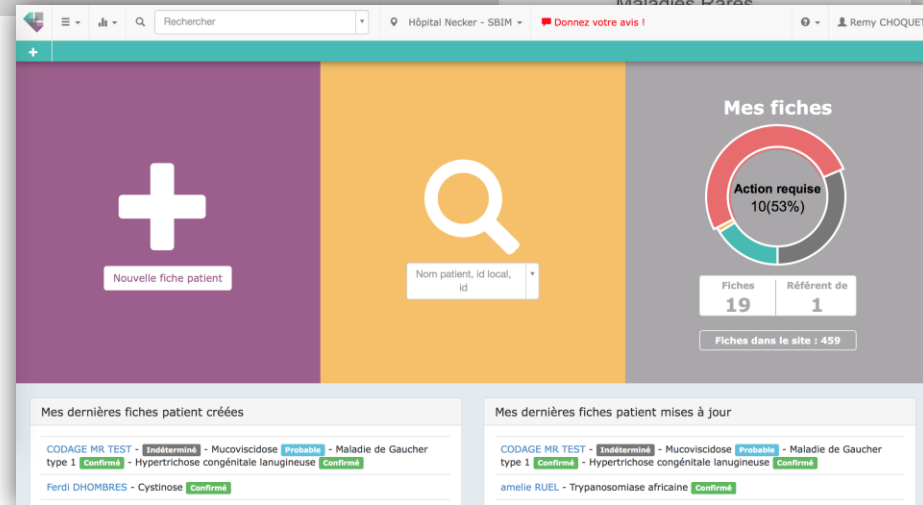 Maladies Rares
Rechercher
Hôpital Necker - SBIM
Donnez votre avis !
Remy CHOQUET
Mes fiches
Action requise
10(53%)
Nouvelle fiche patient
Nom patient, id local,
id
Fiches
Référent de
19
1
Fiches dans le site : 459
Mes dernières fiches patient créées
CODAGE MR TEST - Indéterminé - Mucoviscidose Probable - Maladie de Gaucher
type 1 Confirmé - Hypertrichose congénitale lanugineuse Confirmé
Ferdi DHOMBRES - Cystinose Confirmé
Mes dernières fiches patient mises à jour
CODAGE MR TEST - Indéterminé - Mucoviscidose Probable - Maladie de Gaucher
type 1 Confirmé - Hypertrichose congénitale lanugineuse Confirmé
amelie RUEL - Trypanosomiase africaine Confirmé